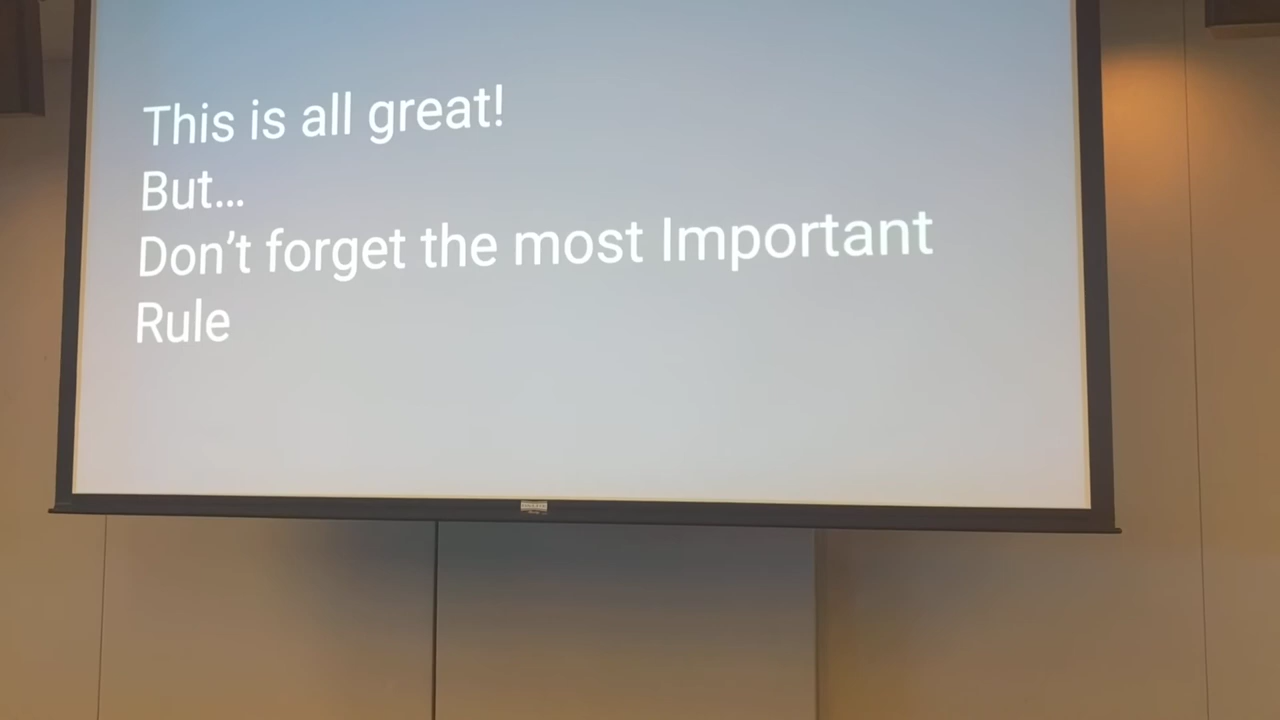 This is all great!
But…
Don’t forget the most Important
Rule